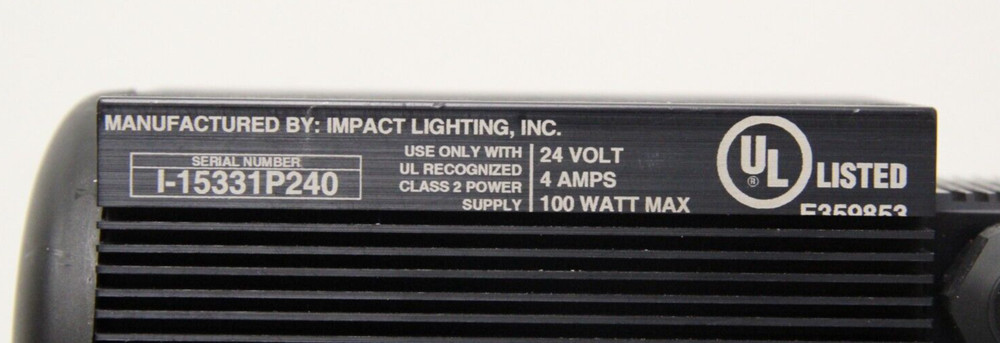 MANUFACTURED BY: IMPACT LIGHTING, INC.
SERIAL NUMBER
I-15331P240
USE ONLY WITH
UL RECOGNIZED
CLASS 2 POWER
SUPPLY
24 VOLT
4 AMPS
100 WATT MAX
UL
®
LISTED
E359853